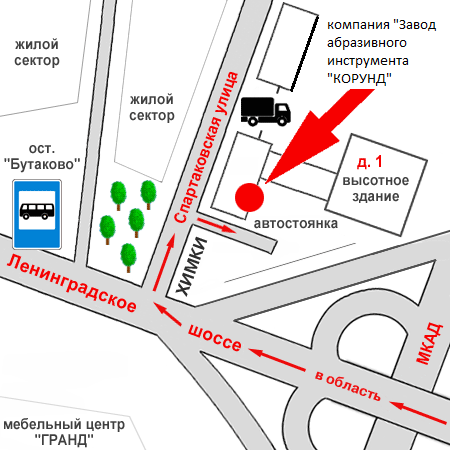 компания "Завод
абразивного
инструмента
"КОРУНД"
жилой
сектор
жилой
сектор
ост.
"Бутаково"
Спартаковская улица
д. 1
высотное
здание
автостоянка
ХИМКИ
Ленинградское
шоссе
в область
МКАД
мебельный центр
"ГРАНД"